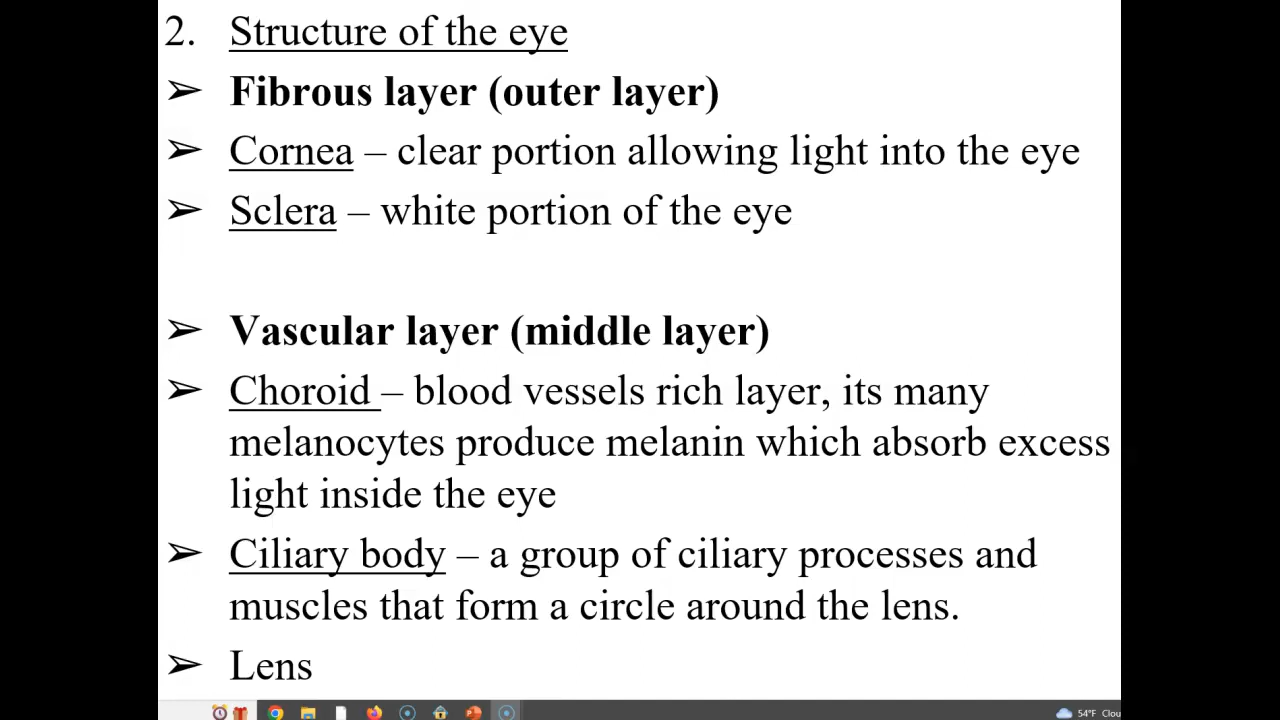 2. Structure of the eye
➢ Fibrous layer (outer layer)
➢ Cornea – clear portion allowing light into the eye
➢ Sclera – white portion of the eye
➢ Vascular layer (middle layer)
➢ Choroid – blood vessels rich layer, its many
melanocytes produce melanin which absorb excess
light inside the eye
➢ Ciliary body – a group of ciliary processes and
muscles that form a circle around the lens.
➢ Lens
54°F Clou